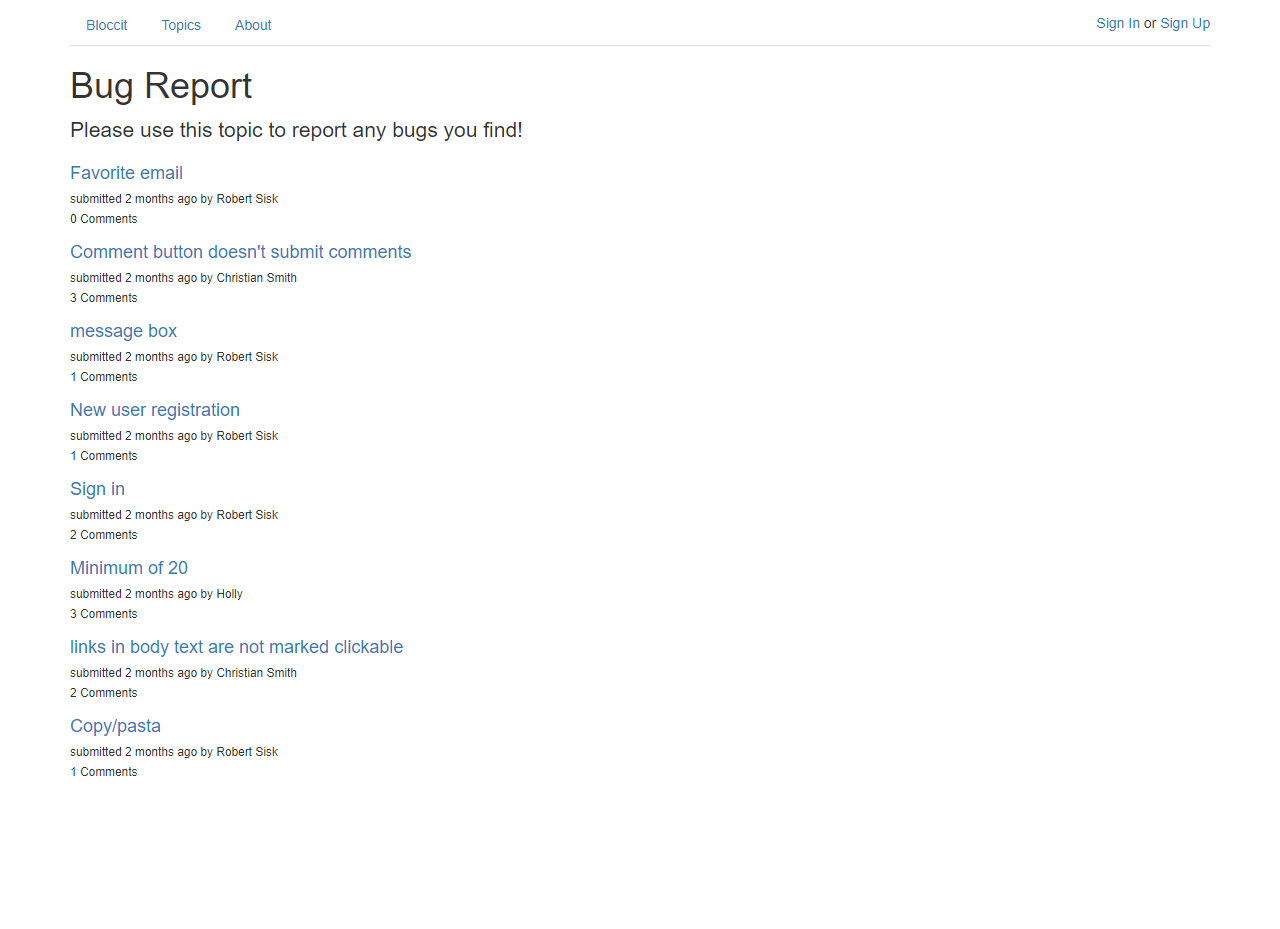 Bloccit Topics About Sign In or Sign Up
Bug Report
Please use this topic to report any bugs you find!
Favorite email
submitted 2 months ago by Robert Sisk
0 Comments
Comment button doesn't submit comments
submitted 2 months ago by Christian Smith
3 Comments
message box
submitted 2 months ago by Robert Sisk
1 Comments
New user registration
submitted 2 months ago by Robert Sisk
1 Comments
Sign in
submitted 2 months ago by Robert Sisk
2 Comments
Minimum of 20
submitted 2 months ago by Holly
3 Comments
links in body text are not marked clickable
submitted 2 months ago by Christian Smith
2 Comments
Copy/pasta
submitted 2 months ago by Robert Sisk
1 Comments